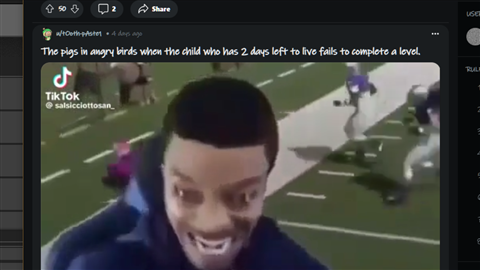 50
2
Share
u/t0oth-pAste1 • 4 days ago
The pigs in angry birds when the child who has 2 days left to live fails to complete a level.
TikTok
@ salsicciottosan_
USER
RUL